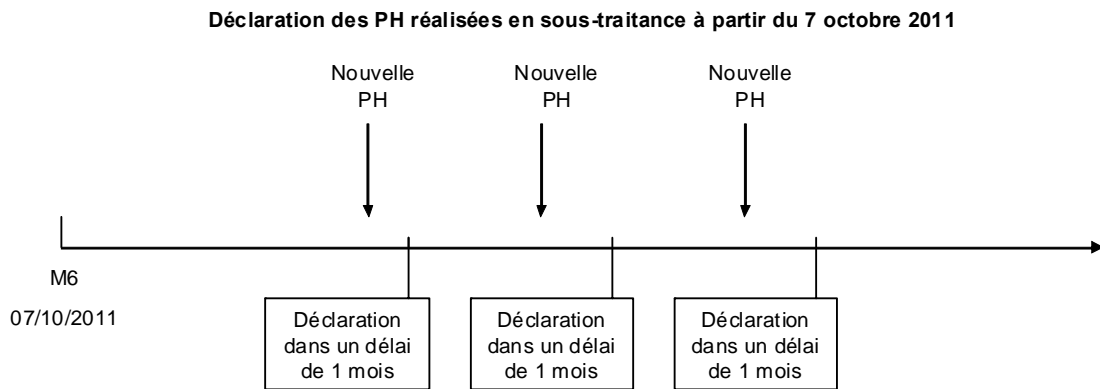 Déclaration des PH réalisées en sous-traitance à partir du 7 octobre 2011
Nouvelle
PH
Nouvelle
PH
Nouvelle
PH
M6
07/10/2011
Déclaration
dans un délai
de 1 mois
Déclaration
dans un délai
de 1 mois
Déclaration
dans un délai
de 1 mois